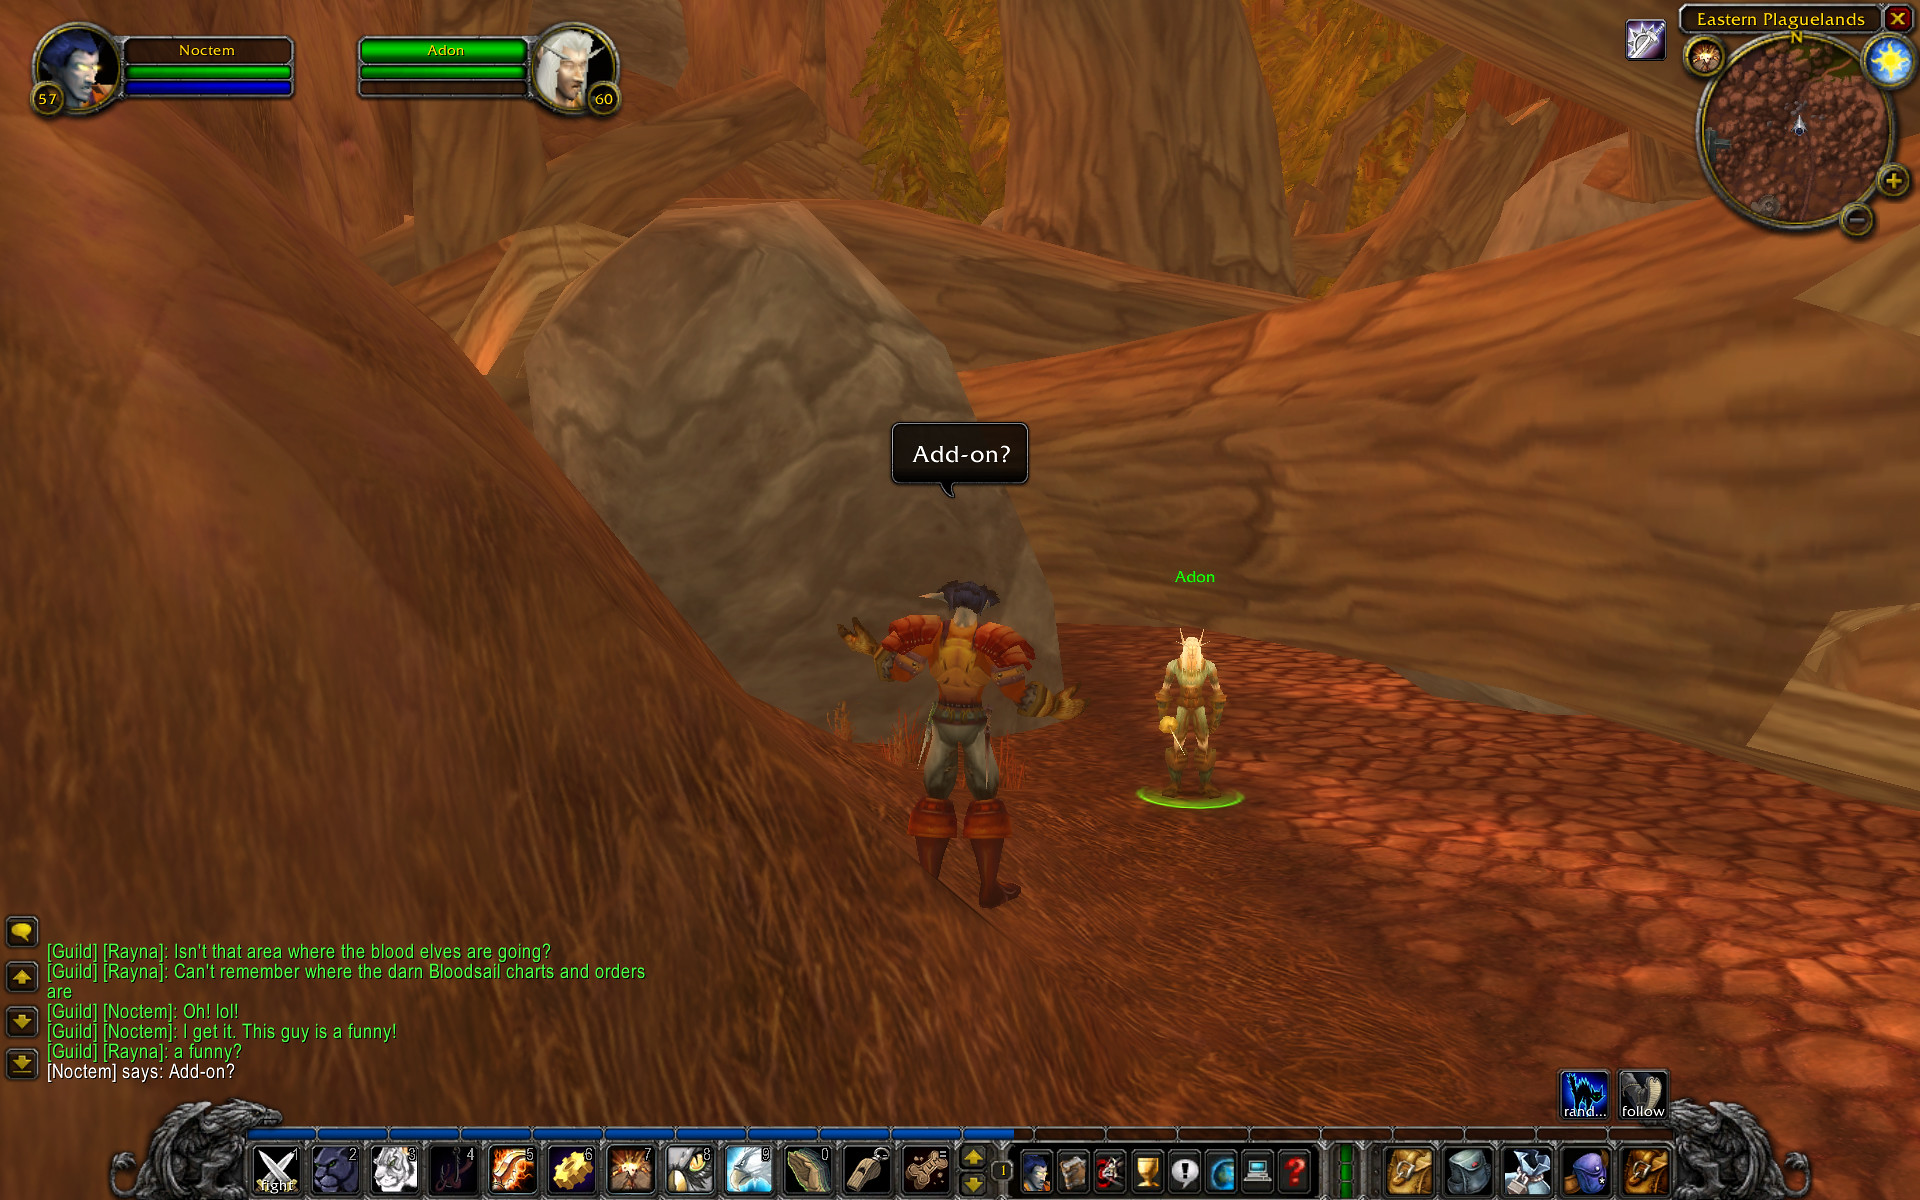 Noctem
57
Adon
60
Eastern Plaguelands
N
Add-on?
Adon
[Guild] [Rayna]: Isn't that area where the blood elves are going?
[Guild] [Rayna]: Can't remember where the darn Bloodsail charts and orders
are
[Guild] [Noctem]: Oh! lol!
[Guild] [Noctem]: I get it. This guy is a funny!
[Guild] [Rayna]: a funny?
[Noctem] says: Add-on?
rand...
follow
1 2 3 4 5 6 7 8 9 0 - =
fight
1